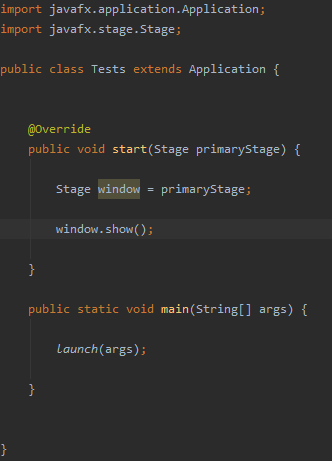 import javafx.application.Application;
import javafx.stage.Stage;
public class Tests extends Application {
@Override
public void start(Stage primaryStage) {
Stage window = primaryStage;
window.show();
}
public static void main(String[] args) {
launch(args);
}
}